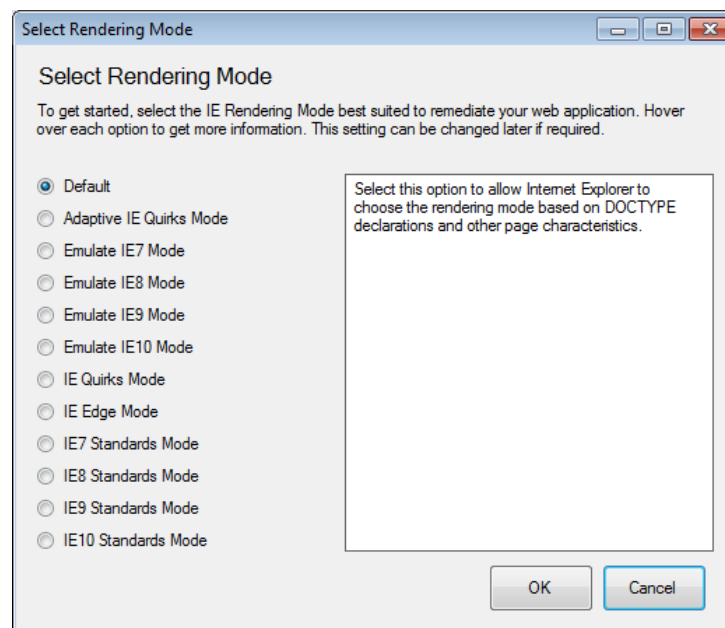 Select Rendering Mode
Select Rendering Mode
To get started, select the IE Rendering Mode best suited to remediate your web application. Hover
over each option to get more information. This setting can be changed later if required.
Default
Adaptive IE Quirks Mode
Emulate IE7 Mode
Emulate IE8 Mode
Emulate IE9 Mode
Emulate IE10 Mode
IE Quirks Mode
IE Edge Mode
IE7 Standards Mode
IE8 Standards Mode
IE9 Standards Mode
IE10 Standards Mode
Select this option to allow Internet Explorer to
choose the rendering mode based on DOCTYPE
declarations and other page characteristics.
OK
Cancel